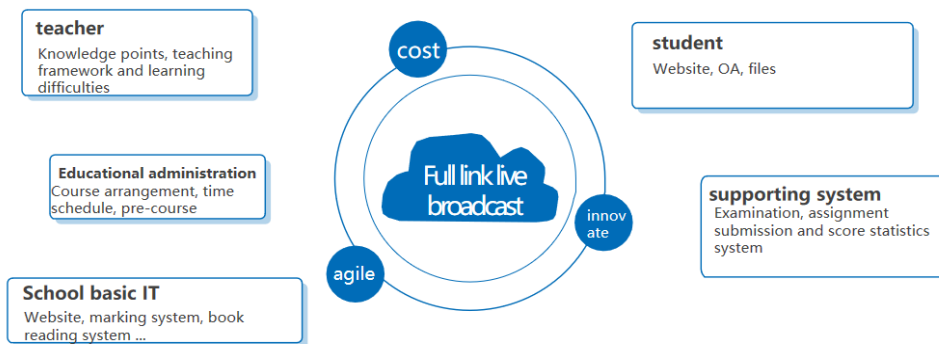 teacher
Knowledge points, teaching
framework and learning
difficulties
Educational administration
Course arrangement, time
schedule, pre-course
School basic IT
Website, marking system, book
reading system ...
cost
Full link live
broadcast
innov
ate
agile
student
Website, OA, files
supporting system
Examination, assignment
submission and score statistics
system